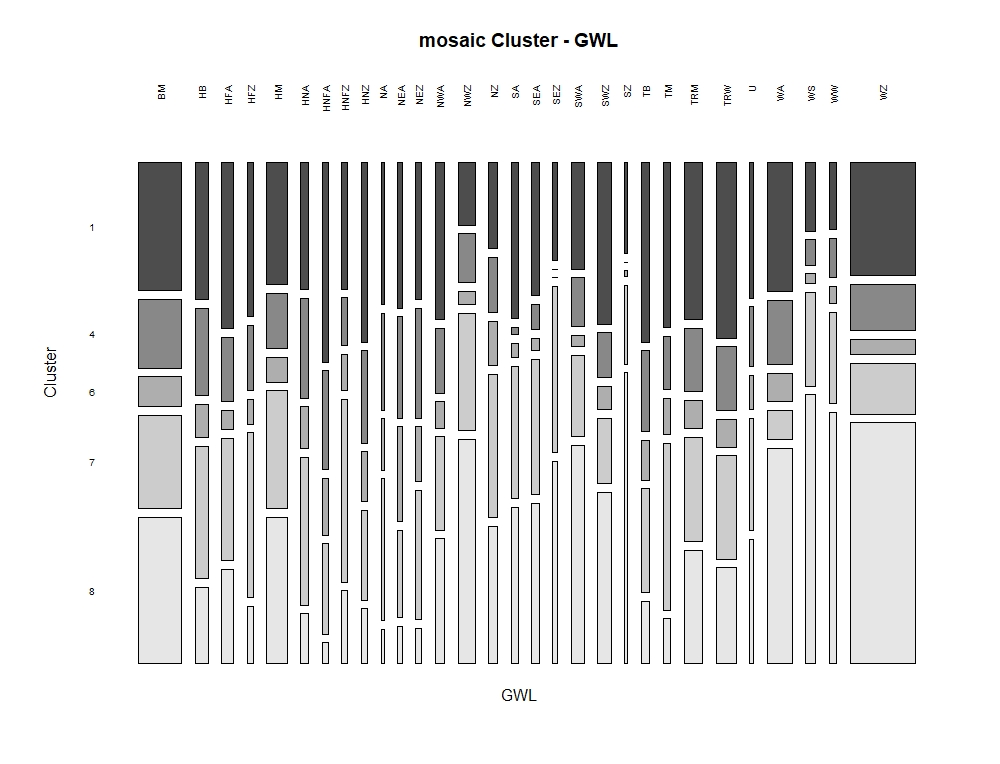 mosaic Cluster - GWL
BM HB HFA HFZ HM HNA HNFA HNFZ HNZ NA NEA NEZ NWA NWZ NZ SA SEA SEZ SWA SWZ SZ TB TM TRM TRW U WA WS WW WZ
1
4
Cluster
6
7
8
GWL